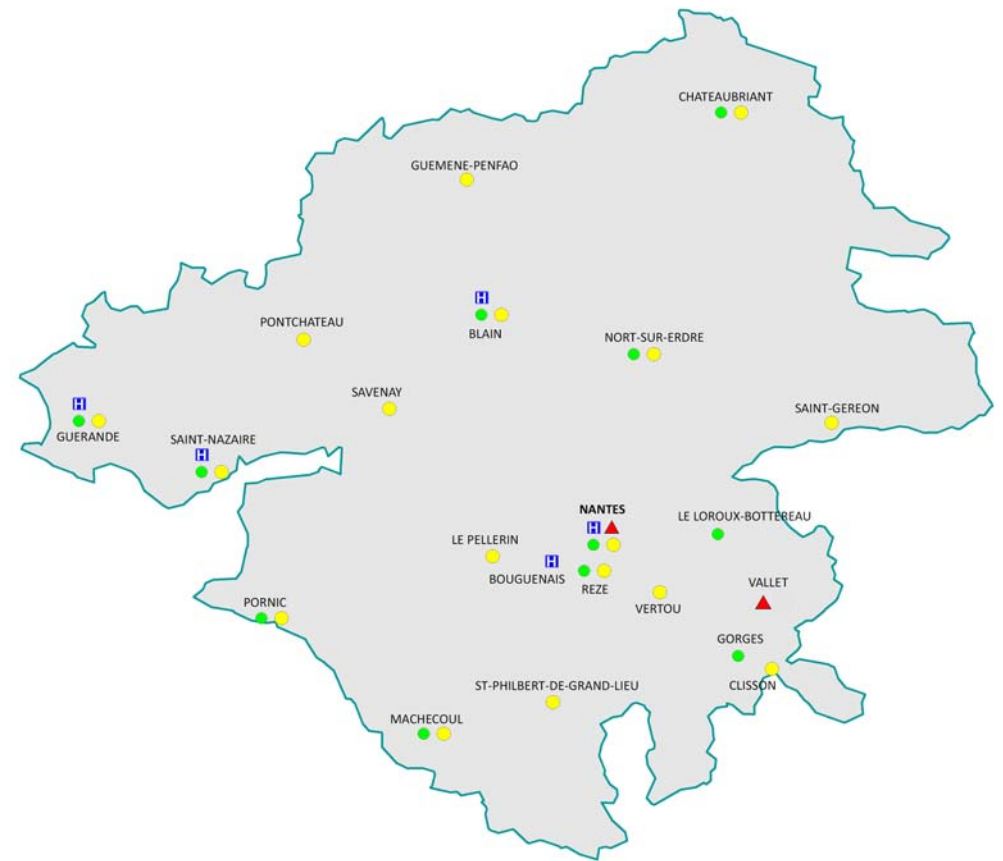 CHATEAUBRIANT
GUEMENE-PENFAO
H
PONTCHATEAU
BLAIN
NORT-SUR-ERDRE
SAVENAY
H
SAINT-GEREON
GUERANDE
SAINT-NAZAIRE
H
NANTES
LE LOROUX-BOTTEREAU
H
LE PELLERIN
H
BOUGUENAIS
REZE
VALLET
PORNIC
VERTOU
GORGES
ST-PHILBERT-DE-GRAND-LIEU
CLISSON
MACHECOUL